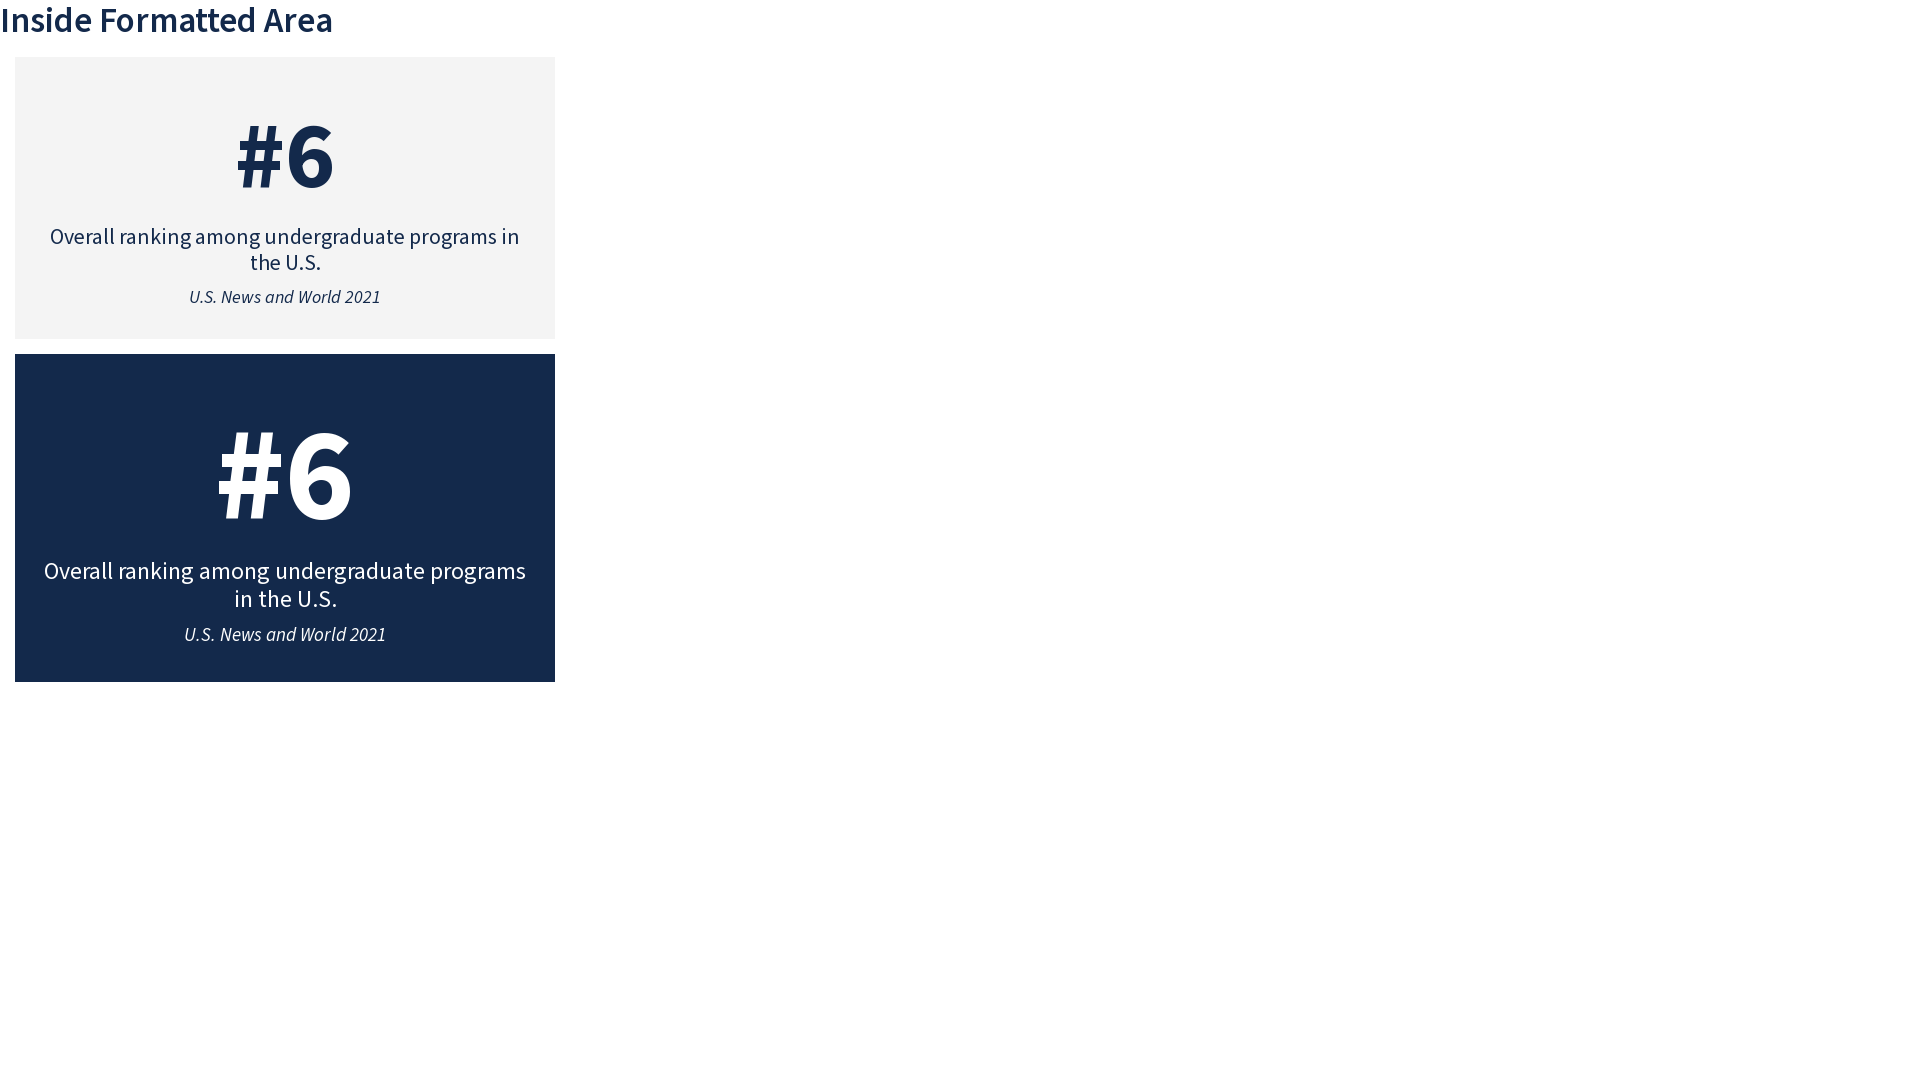 Inside Formatted Area
#6
Overall ranking among undergraduate programs in
the U.S.
U.S. News and World 2021
#6
Overall ranking among undergraduate programs
in the U.S.
U.S. News and World 2021